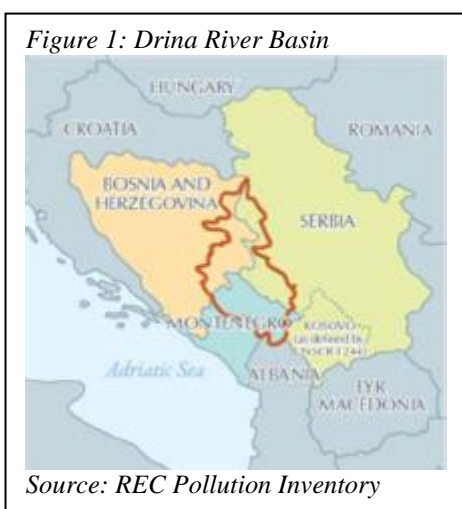 Figure 1: Drina River Basin
HUNGARY
CROATIA
ROMANIA
BOSNIA AND
HERZEGOVINA
SERBIA
MONTENEGRO
KOSOVO
(as defined by
UNSCR 1244)
Adriatic Sea
ALBANIA
FYR
MACEDONIA
Source: REC Pollution Inventory